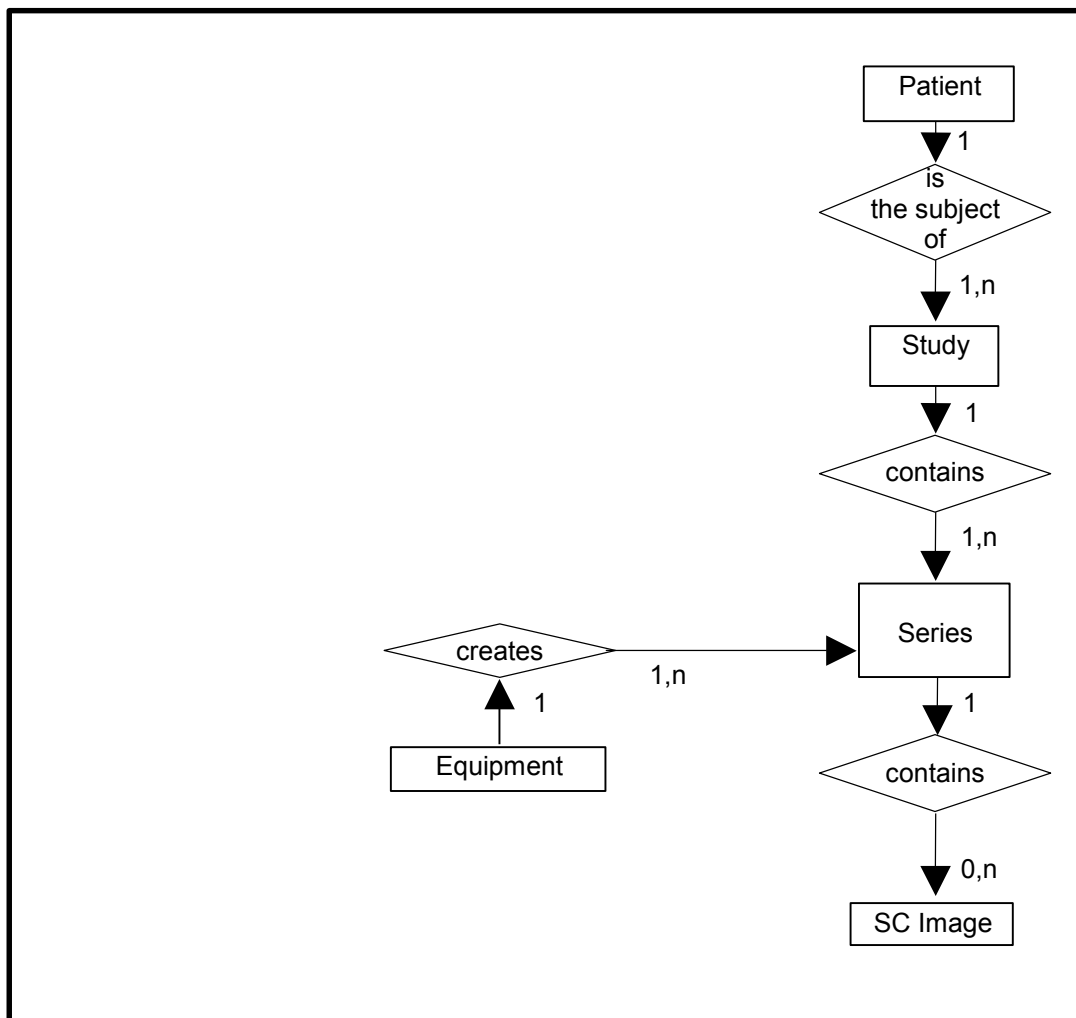 Patient
1
is
the subject
of
1,n
Study
1
contains
1,n
Series
creates
1,n
1
1
Equipment
contains
0,n
SC Image